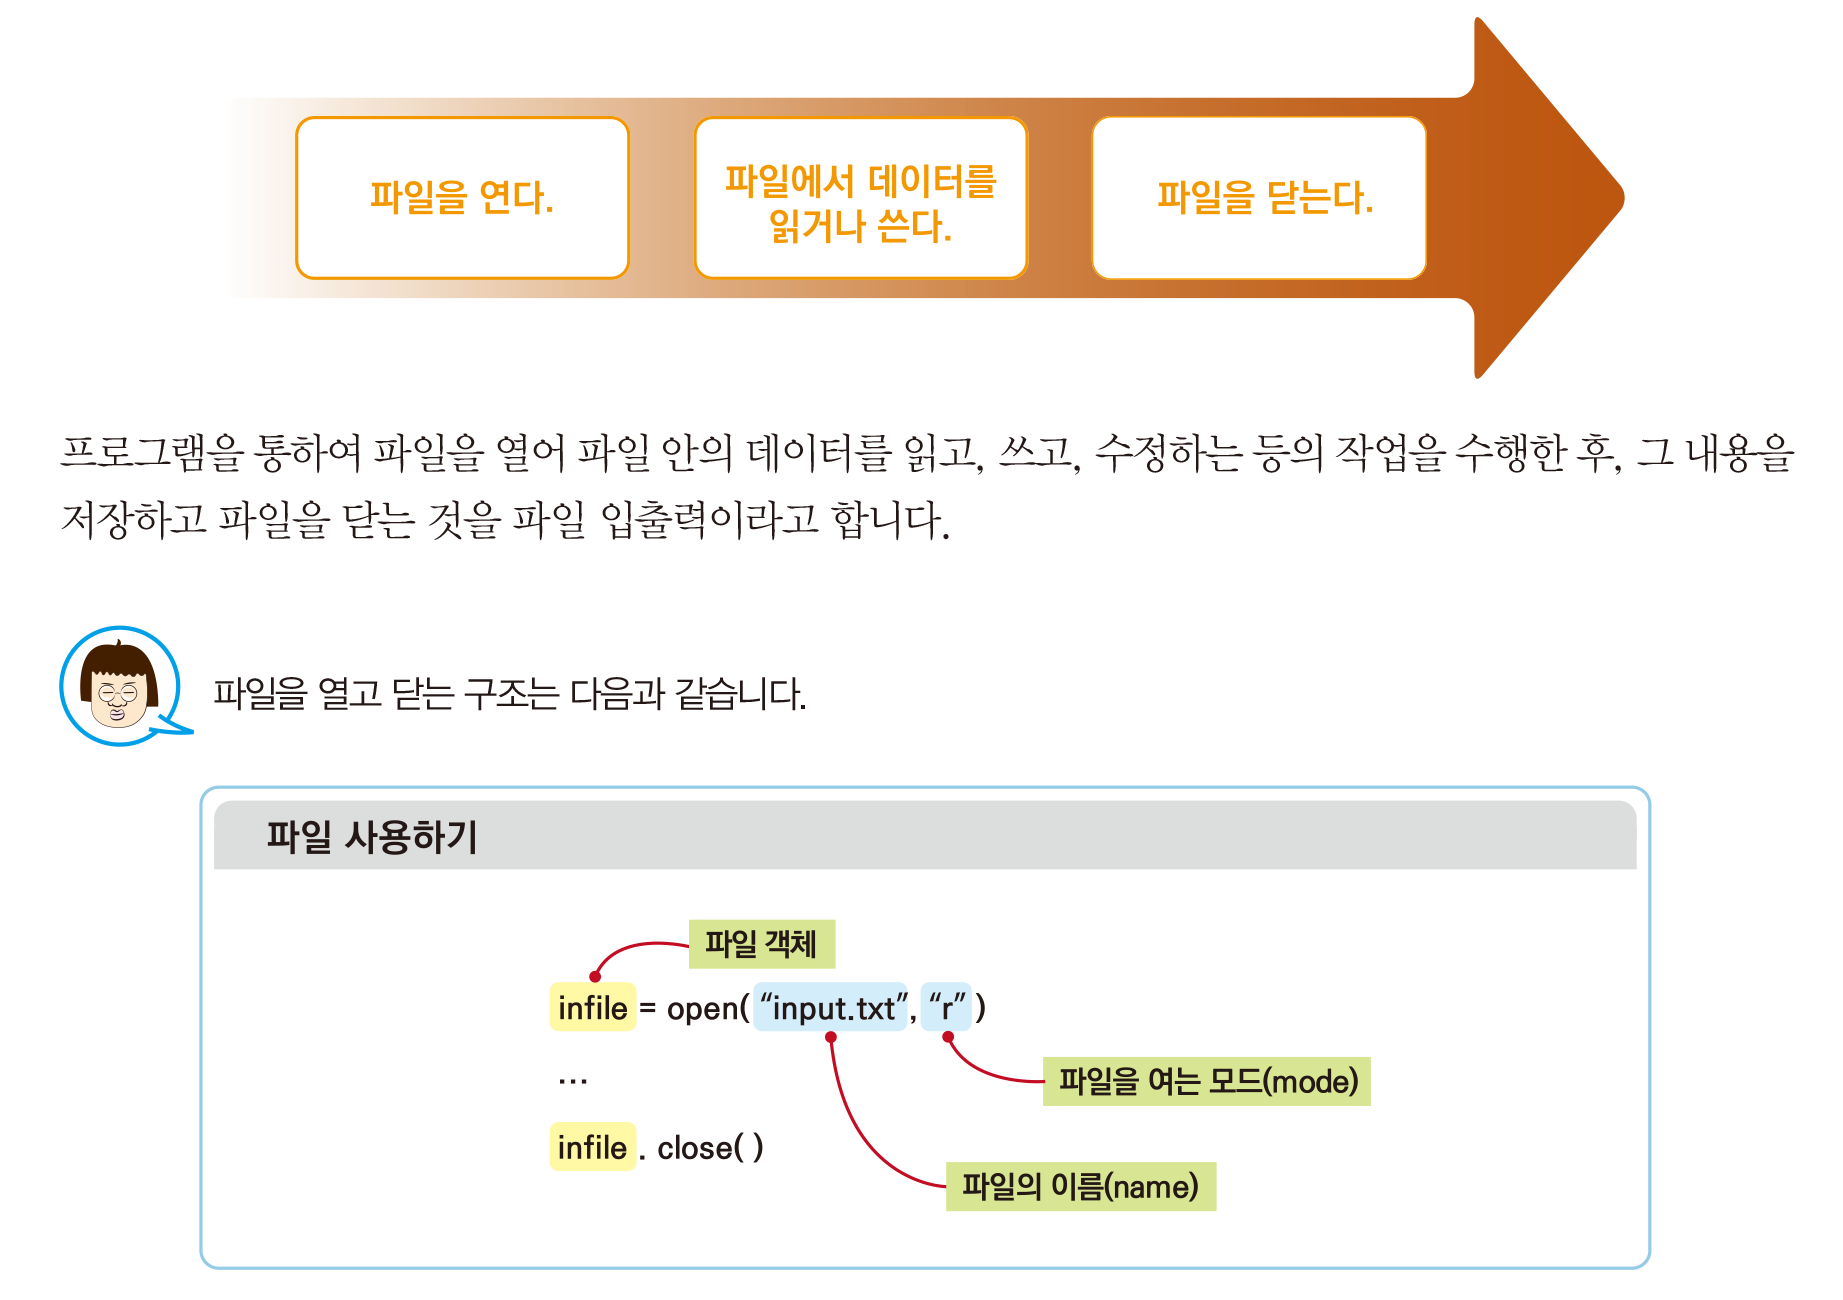 파일을 연다.
파일에서 데이터를
읽거나 쓴다.
파일을 닫는다.
프로그램을 통하여 파일을 열어 파일 안의 데이터를 읽고, 쓰고, 수정하는 등의 작업을 수행한 후, 그 내용을
저장하고 파일을 닫는 것을 파일 입출력이라고 합니다.
파일을 열고 닫는 구조는 다음과 같습니다.
파일 사용하기
파일 객체
infile = open( “input.txt”, “r” )
...
파일을 여는 모드(mode)
infile . close( )
파일의 이름(name)